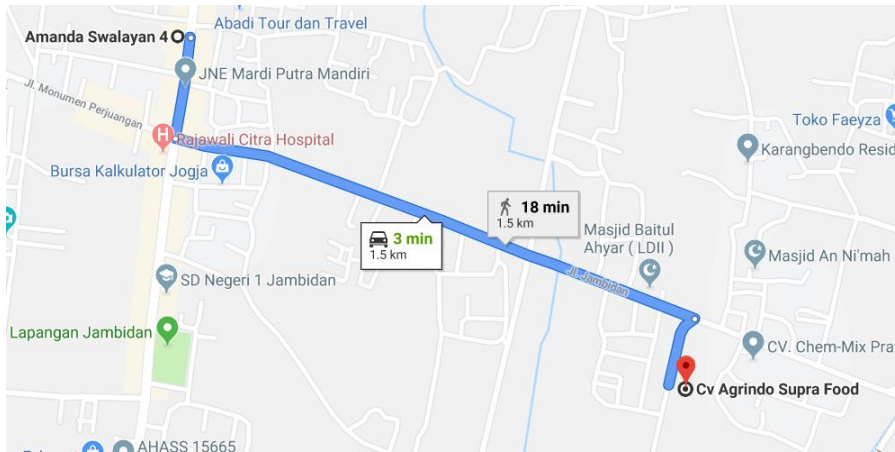 Abadi Tour dan Travel
Amanda Swalayan 4
JNE Mardi Putra Mandiri
Jl. Monumen Perjuangan
H
Rajawali Citra Hospital
Toko Faeyza
Karangbendo Resid
Bursa Kalkulator Jogja
18 min
1.5 km
3 min
1.5 km
Masjid Baitul
Ahyar ( LDII )
Masjid An Ni'mah
SD Negeri 1 Jambidan
Jl. Jambidan
Lapangan Jambidan
CV. Chem-Mix Prat
Cv Agrindo Supra Food
AHASS 15665